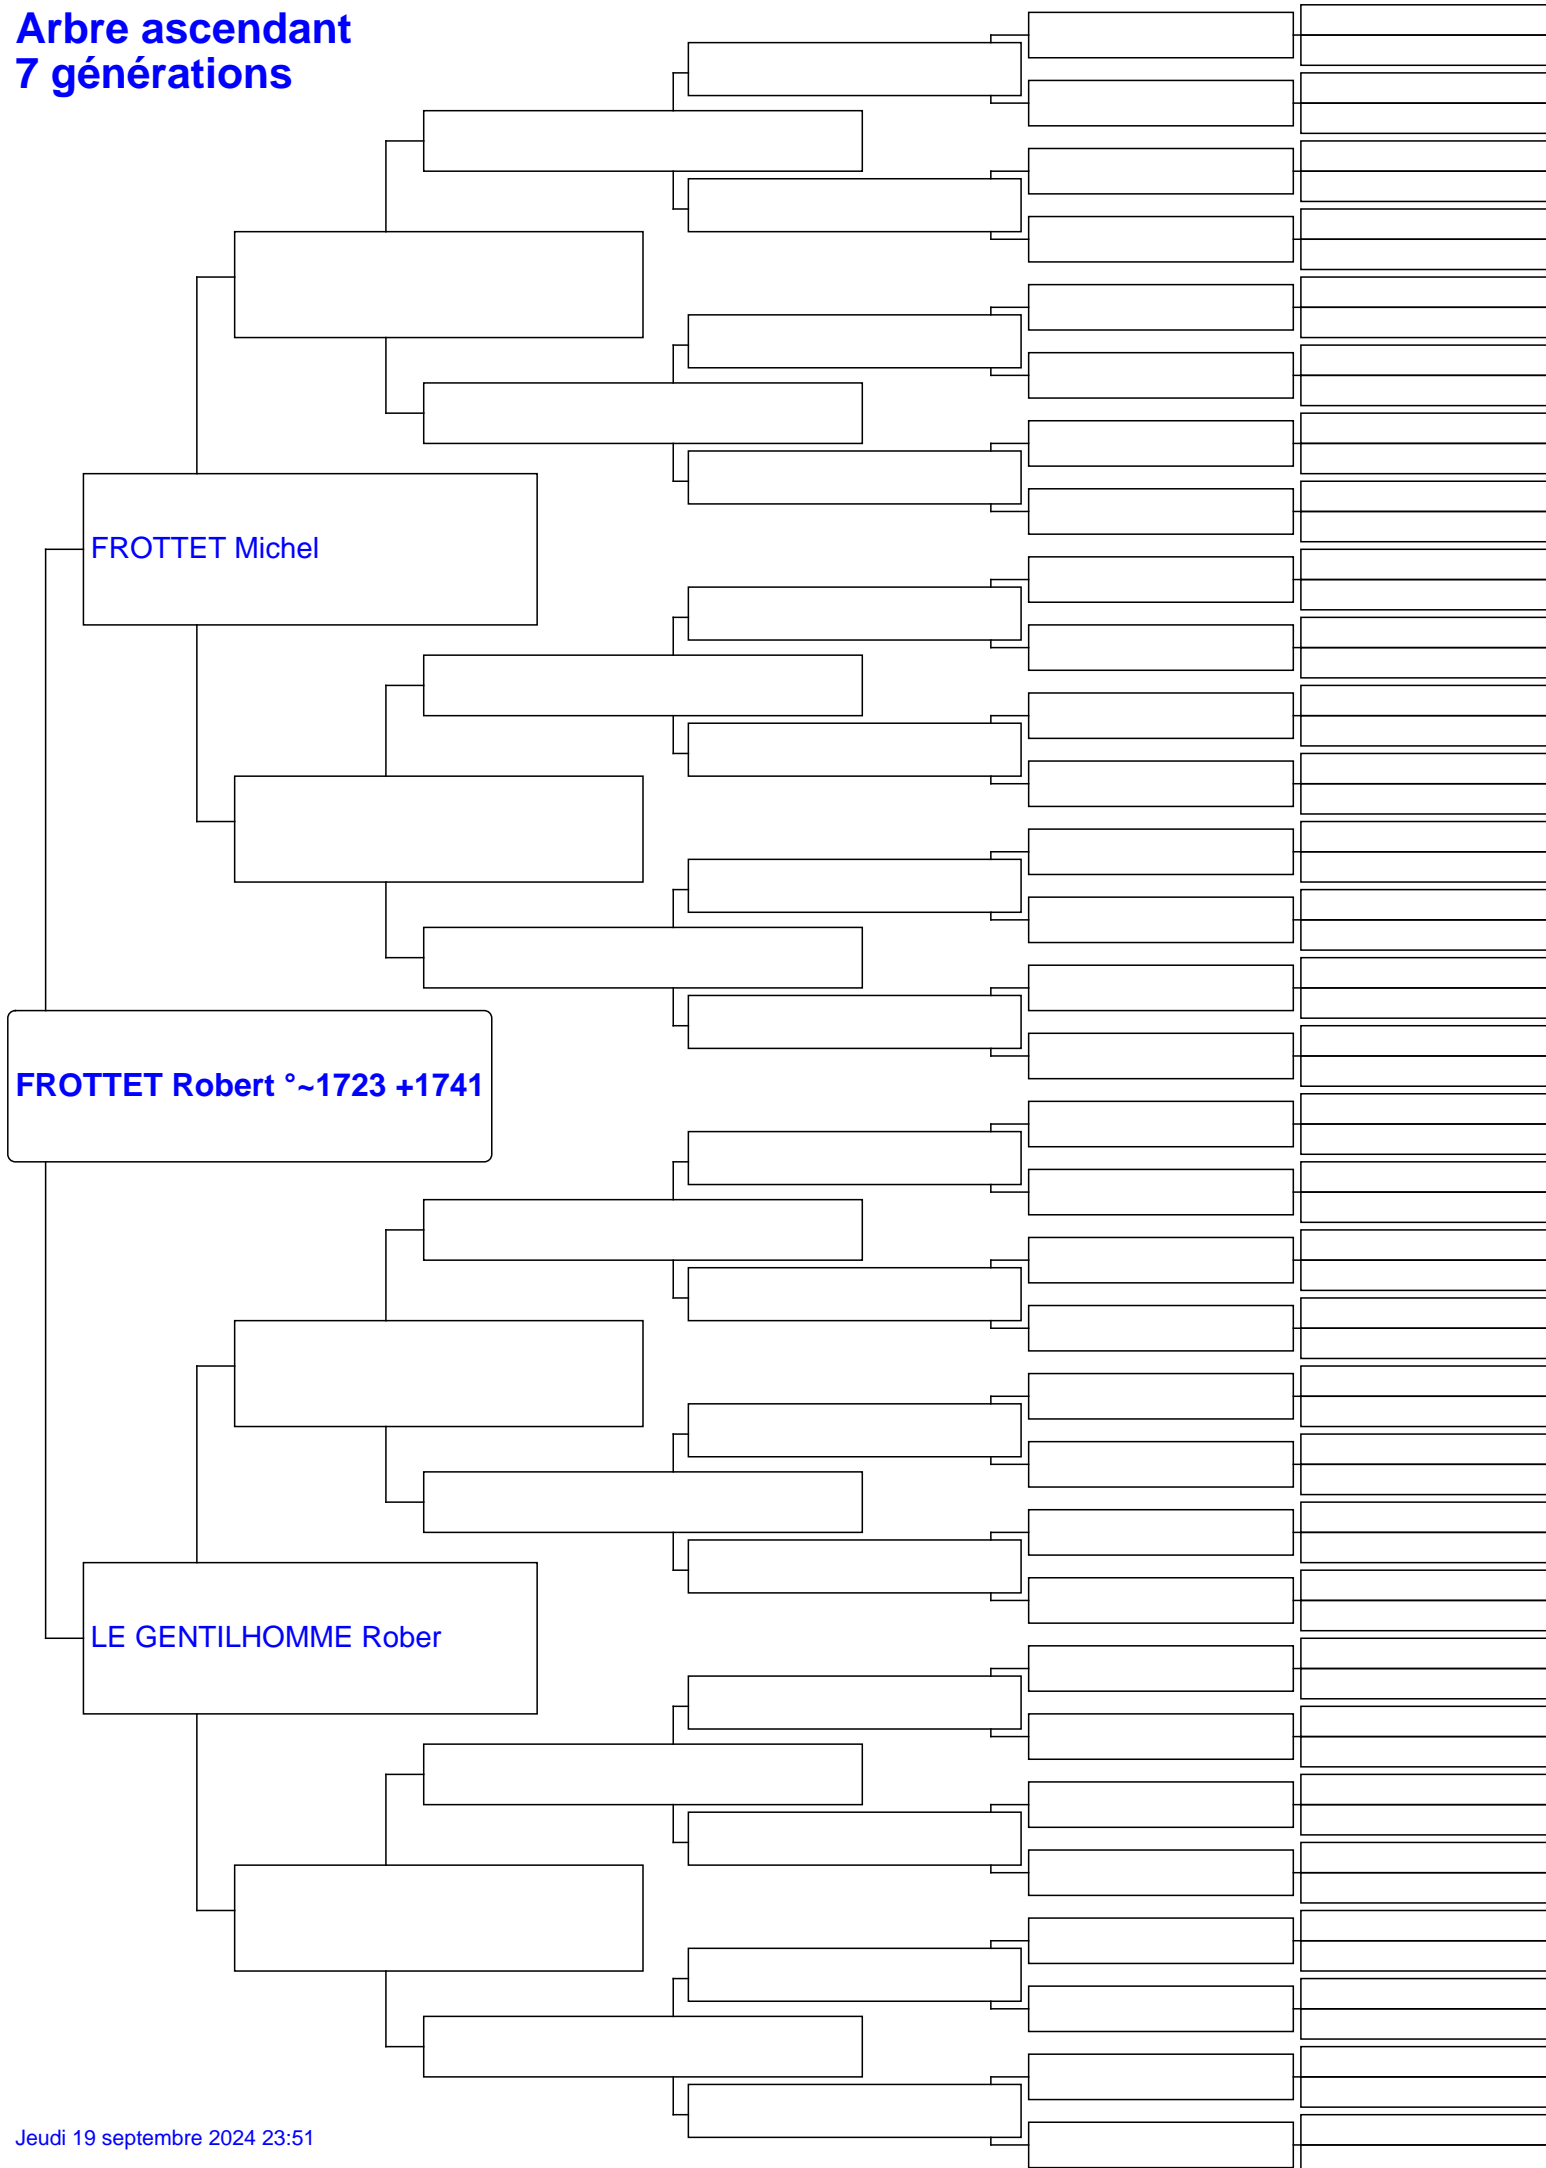 Arbre ascendant
7 générations
FROTTET Michel
FROTTET Robert °~1723 +1741
LE GENTILHOMME Rober
Jeudi 19 septembre 2024 23:51